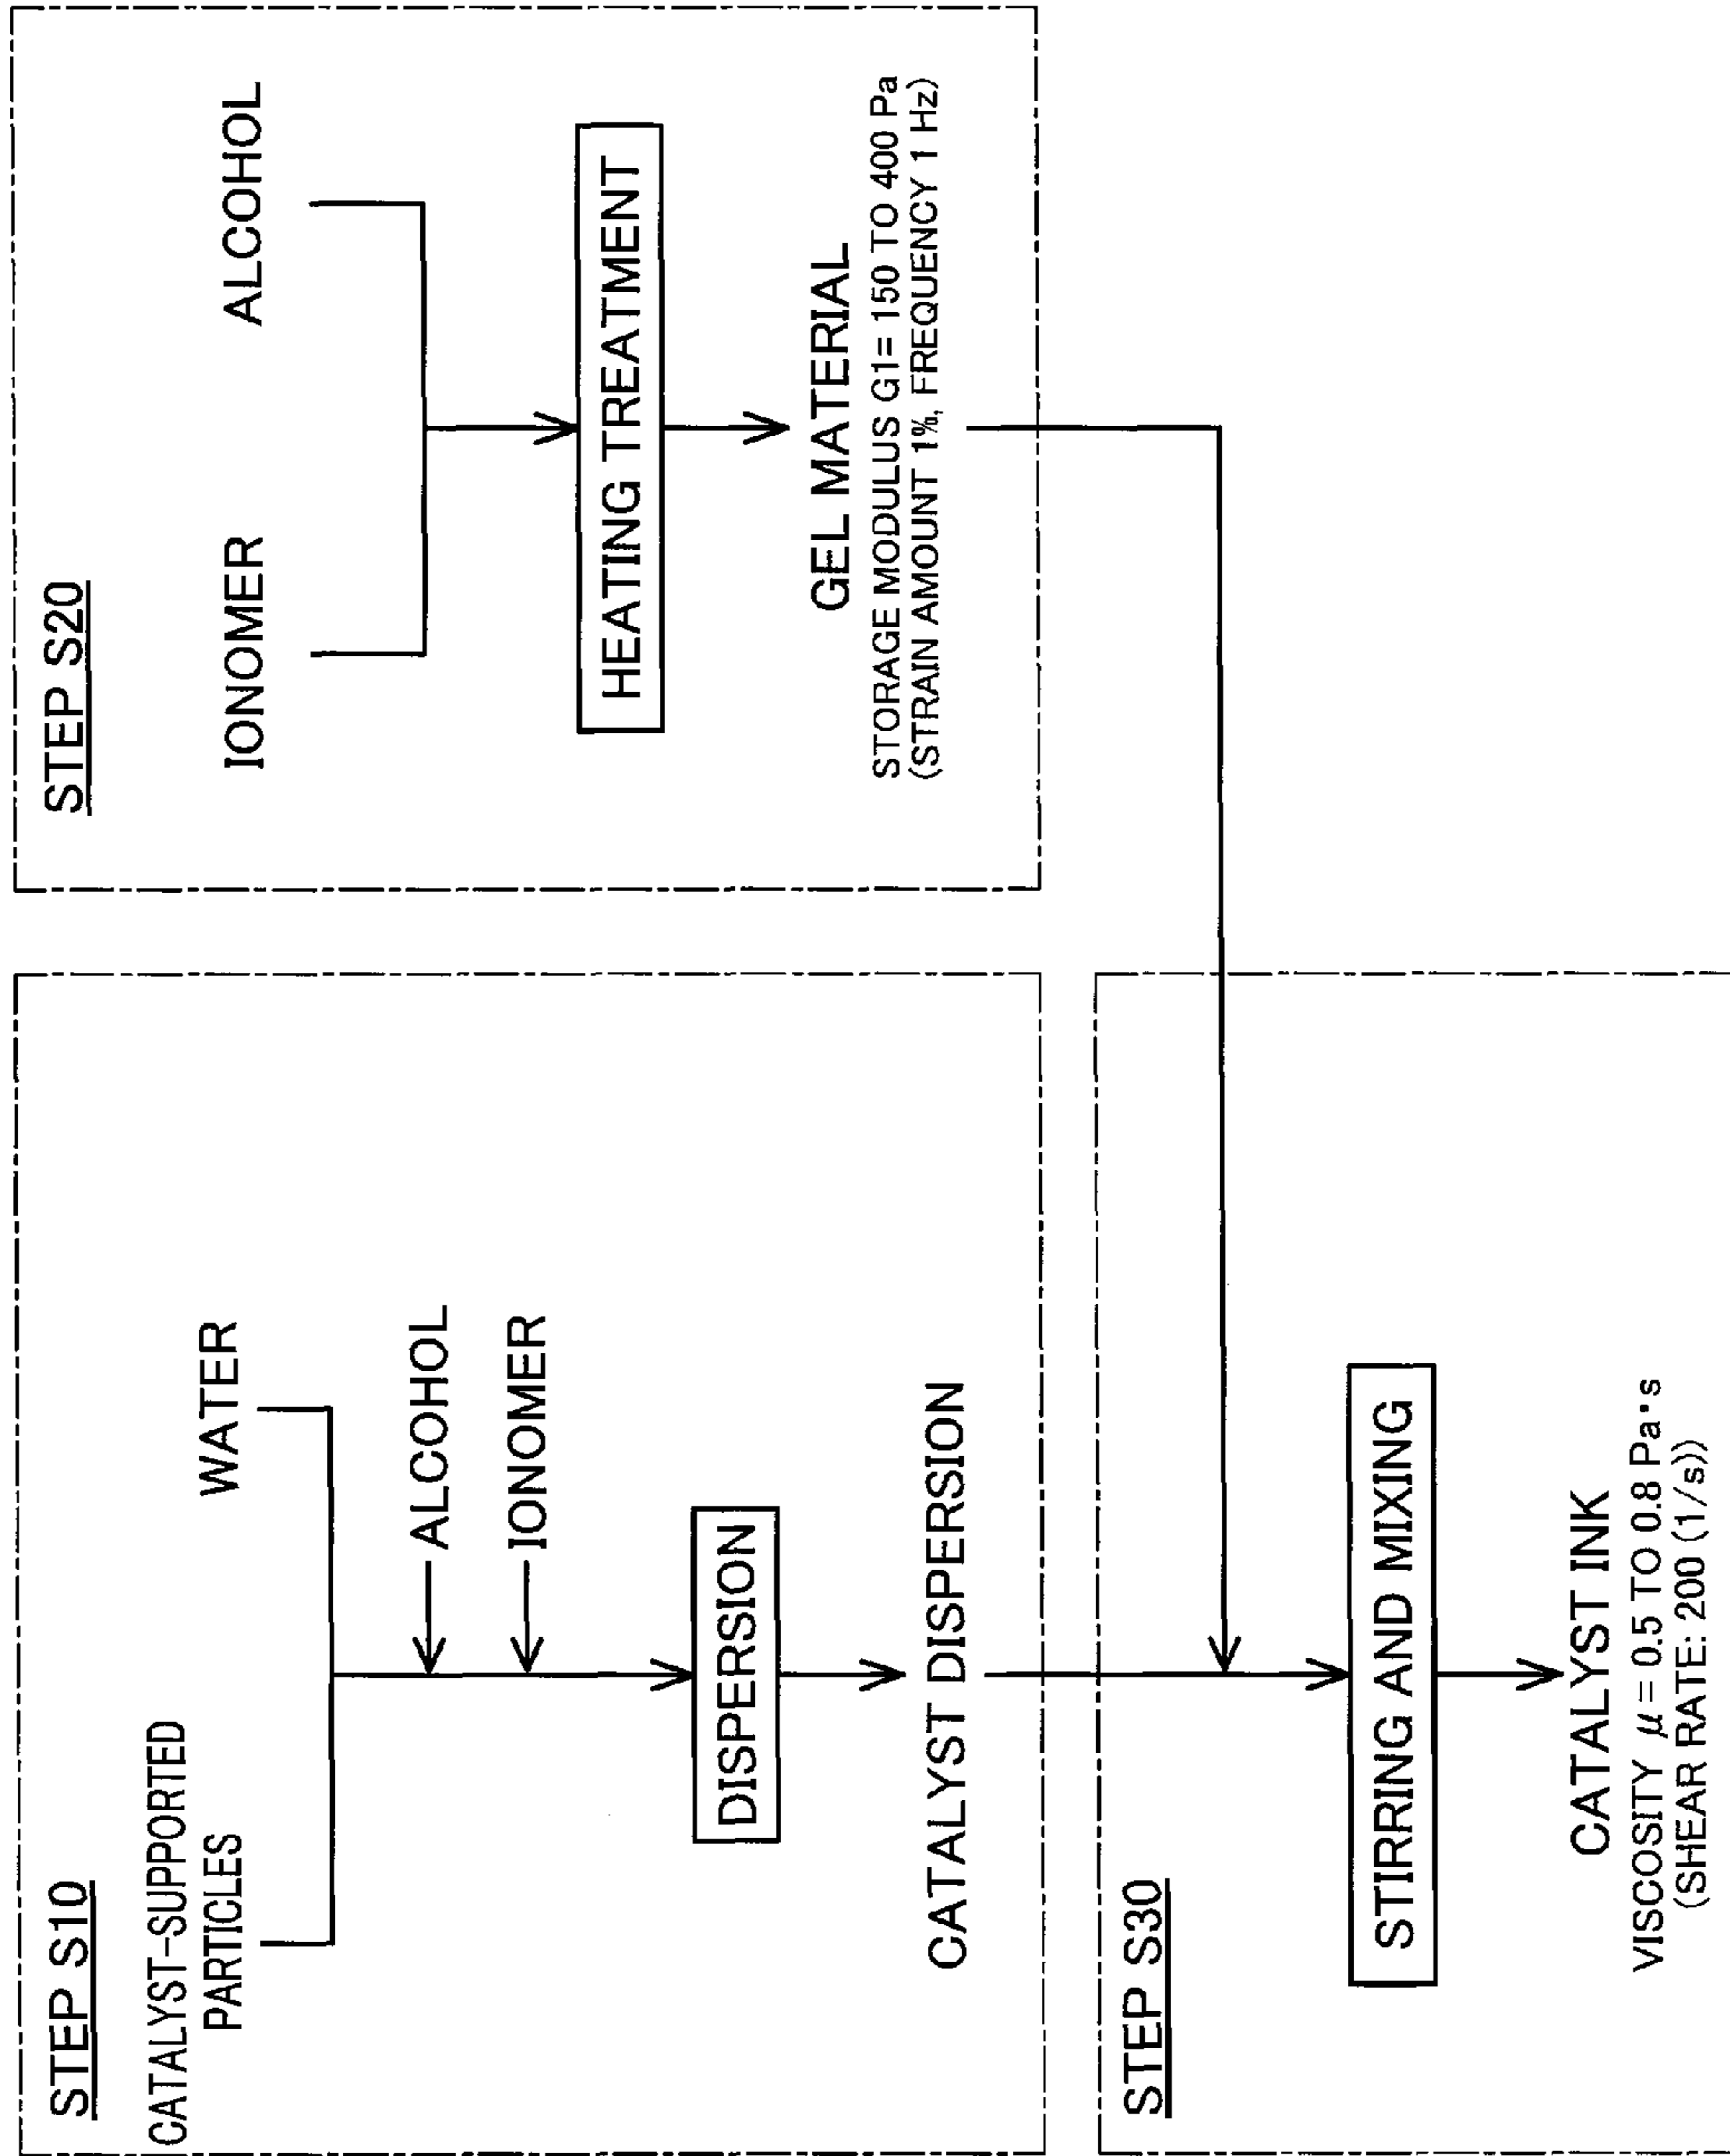 STEP S10
CATALYST-SUPPORTED
PARTICLES
WATER
ALCOHOL
IONOMER
DISPERSION
CATALYST DISPERSION
STEP S20
IONOMER
ALCOHOL
HEATING TREATMENT
GEL MATERIAL
STORAGE MODULUS G1= 150 TO 400 Pa
(STRAIN AMOUNT 1%, FREQUENCY 1 Hz)
STEP S30
STIRRING AND MIXING
CATALYST INK
VISCOSITY μ = 0.5 TO 0.8 Pa·s
(SHEAR RATE: 200 (1/s))